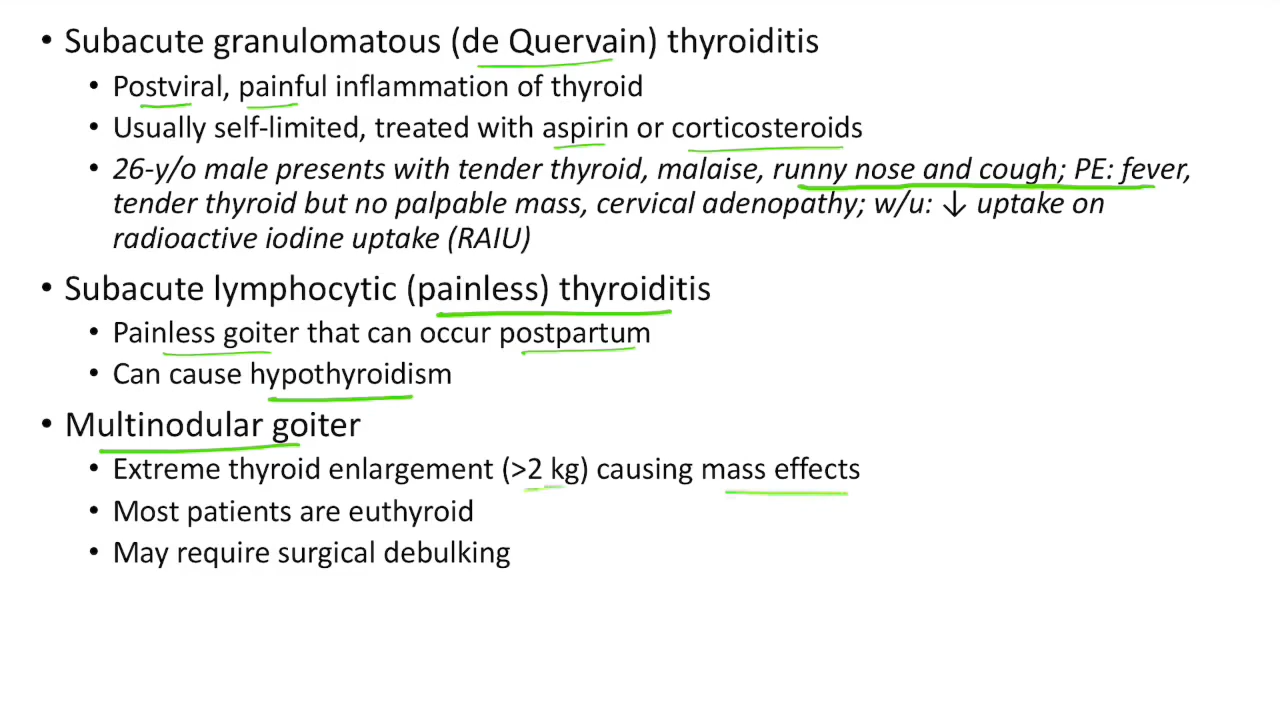 • Subacute granulomatous (de Quervain) thyroiditis
• Postviral, painful inflammation of thyroid
• Usually self-limited, treated with aspirin or corticosteroids
• 26-y/o male presents with tender thyroid, malaise, runny nose and cough; PE: fever,
tender thyroid but no palpable mass, cervical adenopathy; w/u: ↓ uptake on
radioactive iodine uptake (RAIU)
• Subacute lymphocytic (painless) thyroiditis
• Painless goiter that can occur postpartum
• Can cause hypothyroidism
• Multinodular goiter
• Extreme thyroid enlargement (>2 kg) causing mass effects
• Most patients are euthyroid
• May require surgical debulking